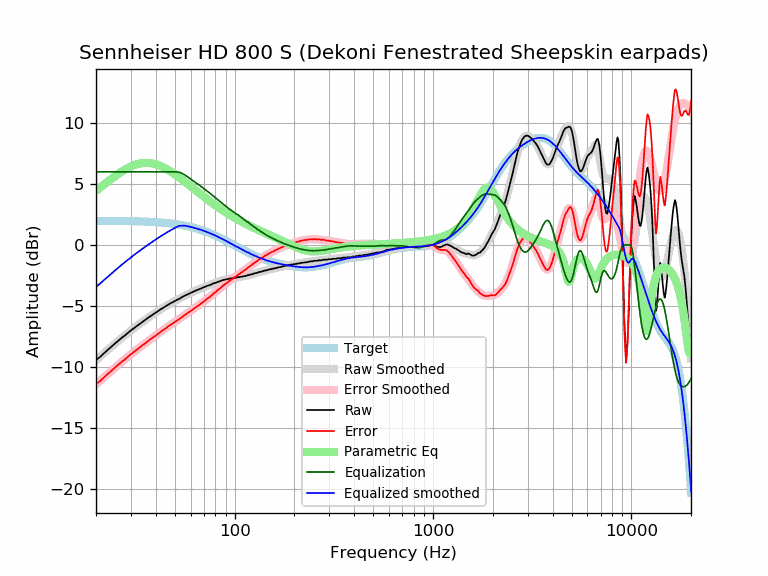 Sennheiser HD 800 S (Dekoni Fenestrated Sheepskin earpads)
Amplitude (dBr)
10
5
0
−5
−10
−15
−20
Target
Raw Smoothed
Error Smoothed
Raw
Error
Parametric Eq
Equalization
Equalized smoothed
100
1000
10000
Frequency (Hz)